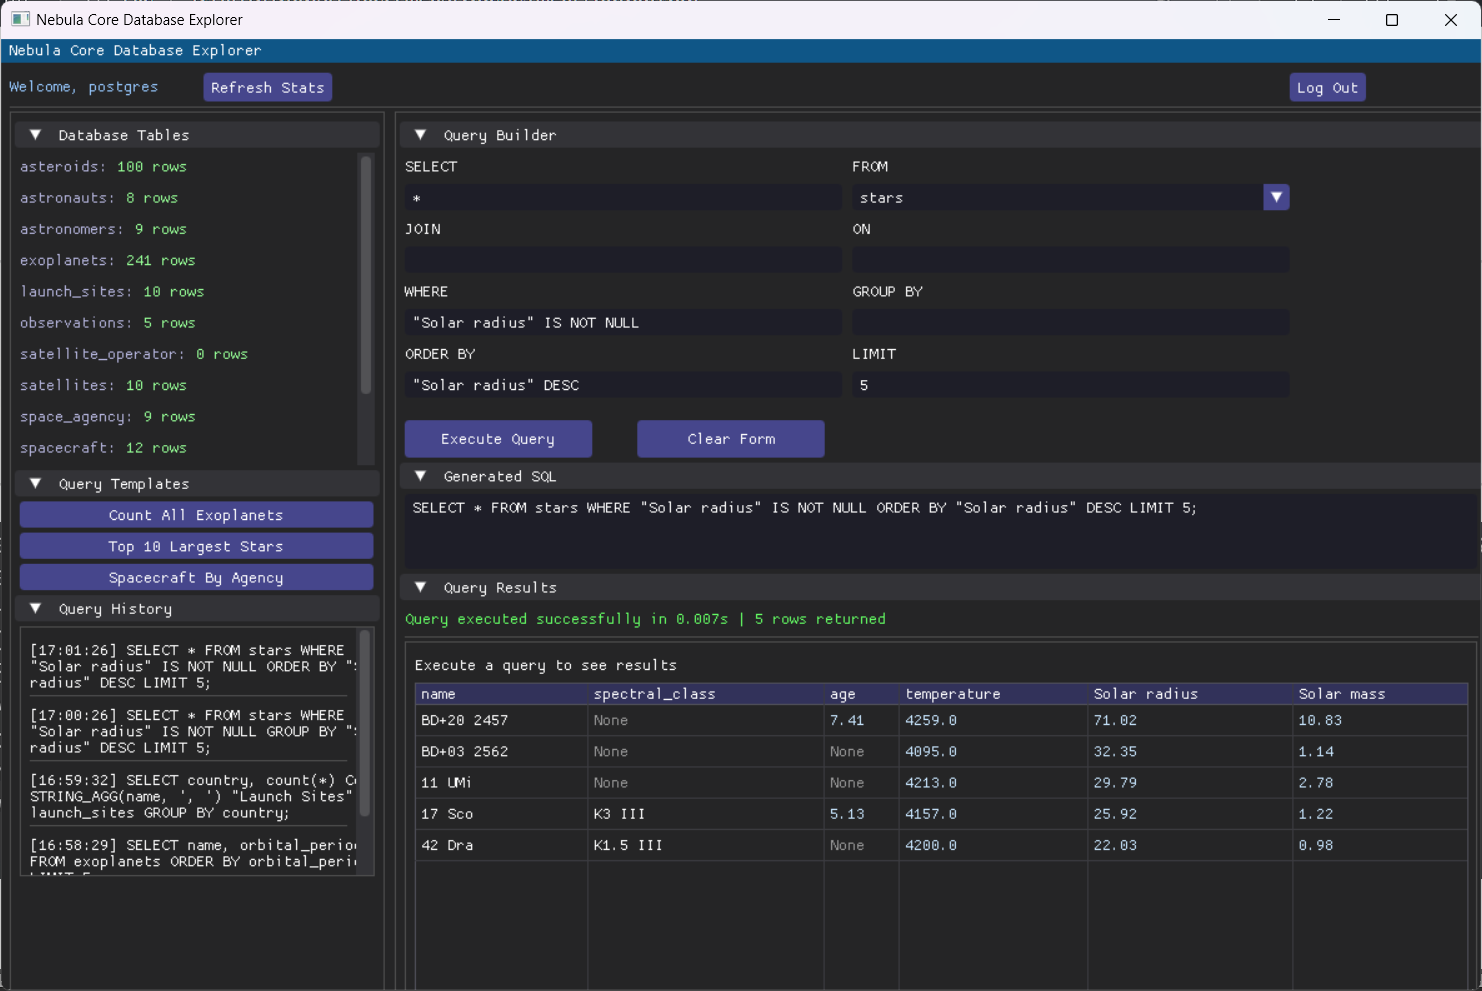 Nebula Core Database Explorer
Nebula Core Database Explorer
Welcome, postgres
Refresh Stats
Log Out
Database Tables
asteroids: 100 rows
astronauts: 8 rows
astronomers: 9 rows
exoplanets: 241 rows
launch_sites: 10 rows
observations: 5 rows
satellite_operator: 0 rows
satellites: 10 rows
space_agency: 9 rows
spacecraft: 12 rows
Query Templates
Count All Exoplanets
Top 10 Largest Stars
Spacecraft By Agency
Query History
[17:01:26] SELECT * FROM stars WHERE
"Solar radius" IS NOT NULL ORDER BY "
radius" DESC LIMIT 5;
[17:00:26] SELECT * FROM stars WHERE
"Solar radius" IS NOT NULL GROUP BY "
radius" DESC LIMIT 5;
[16:59:32] SELECT country, count(*)
STRING_AGG(name, ', ') "Launch Sites"
launch_sites GROUP BY country;
[16:58:29] SELECT name,
FROM exoplanets ORDER BY
Query Builder
SELECT FROM
* stars
JOIN ON
WHERE GROUP BY
"Solar radius" IS NOT NULL
ORDER BY LIMIT
"Solar radius" DESC 5
Execute Query Clear Form
Generated SQL
SELECT * FROM stars WHERE "Solar radius" IS NOT NULL ORDER BY "Solar radius" DESC LIMIT 5;
Query Results
Query executed successfully in 0.007s | 5 rows returned
Execute a query to see results
name spectral_class age temperature Solar radius Solar mass
BD+20 2457 None 7.41 4259.0 71.02 10.83
BD+03 2562 None None 4095.0 32.35 1.14
11 UMi None None 4213.0 29.79 2.78
17 Sco K3 III 5.13 4157.0 25.92 1.22
42 Dra K1.5 III None 4200.0 22.03 0.98